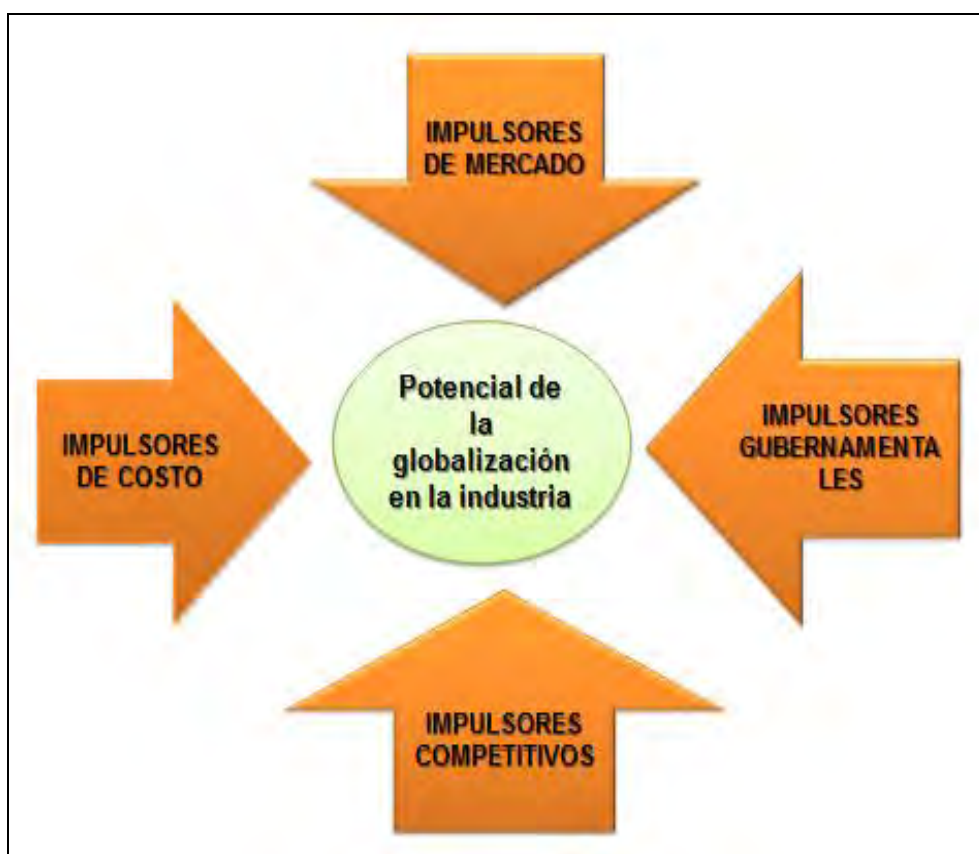 IMPULSORES
DE MERCADO
IMPULSORES
DE COSTO
Potencial de
la
globalización
en la industria
IMPULSORES
GUBERNAMENTA
LES
IMPULSORES
COMPETITIVOS